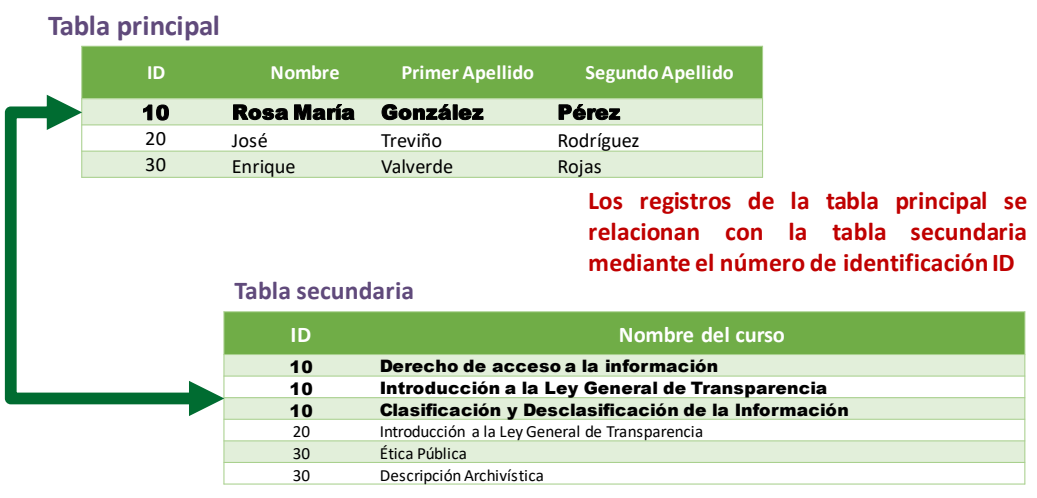 Tabla principal
ID Nombre Primer Apellido Segundo Apellido
10 Rosa María González Pérez
20 José Treviño Rodríguez
30 Enrique Valverde Rojas
Los registros de la tabla principal se
relacionan con la tabla secundaria
mediante el número de identificación ID
Tabla secundaria
ID Nombre del curso
10 Derecho de acceso a la información
10 Introducción a la Ley General de Transparencia
10 Clasificación y Desclasificación de la Información
20 Introducción a la Ley General de Transparencia
30 Ética Pública
30 Descripción Archivística